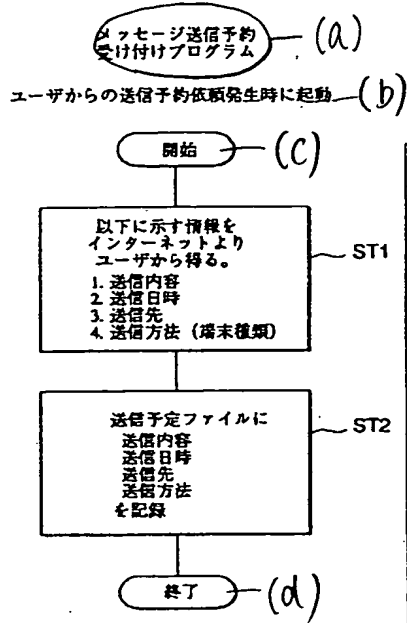 メッセージ送信予約 (a)
受け付けプログラム
ユーザからの送信予約依頼発生時に起動 (b)
開始 (c)
以下に示す情報を
インターネットより
ユーザから得る。
1. 送信内容
2. 送信日時
3. 送信先
4. 送信方法（端末種類）
ST1
送信予定ファイルに
送信内容
送信日時
送信先
送信方法
を記録
ST2
終了 (d)